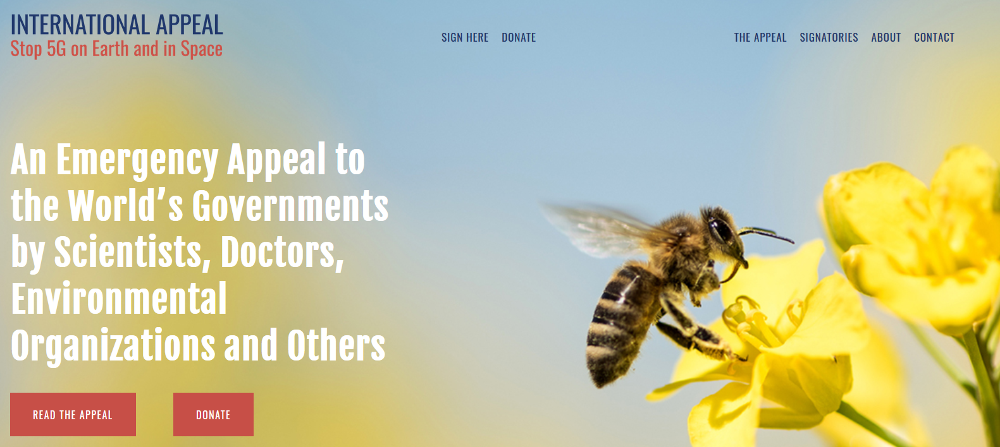 INTERNATIONAL APPEAL
Stop 5G on Earth and in Space
SIGN HERE DONATE
THE APPEAL SIGNATORIES ABOUT CONTACT
An Emergency Appeal to
the World’s Governments
by Scientists, Doctors,
Environmental
Organizations and Others
READ THE APPEAL DONATE